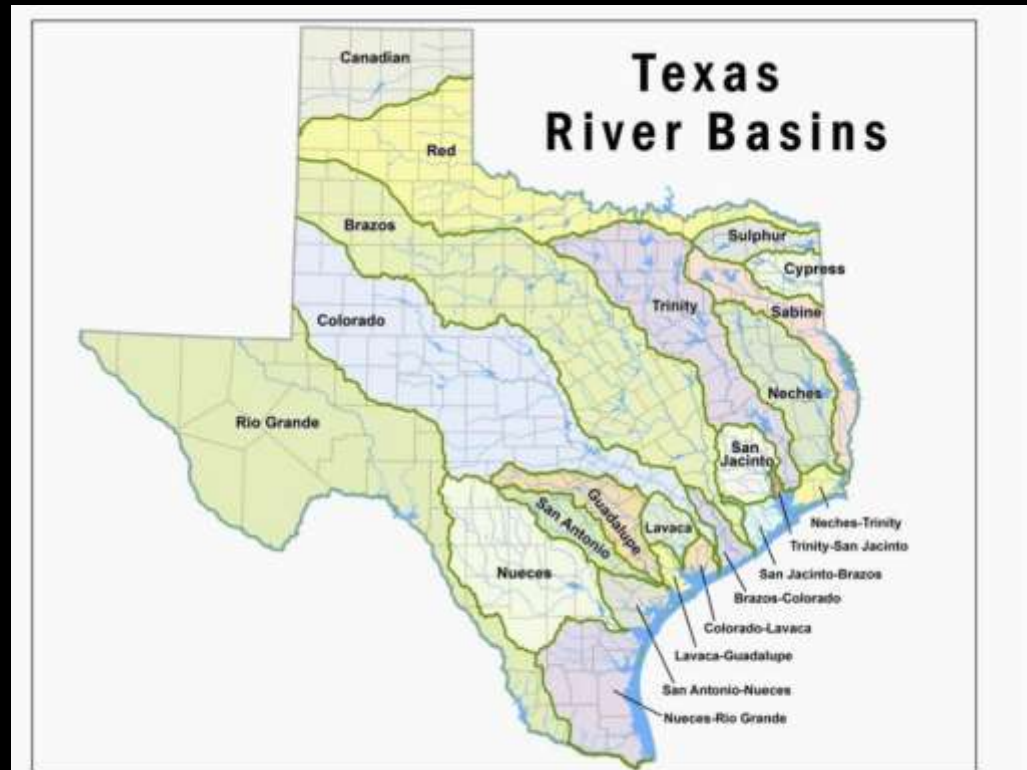 Texas
River Basins
Canadian
Red
Brazos
Sulphur
Cypress
Trinity
Sabine
Colorado
Neches
Rio Grande
San
Jacinto
Guadalupe
San Antonio
Lavaca
Nueces
Neches-Trinity
Trinity-San Jacinto
San Jacinto-Brazos
Brazos-Colorado
Colorado-Lavaca
Lavaca-Guadalupe
San Antonio-Nueces
Nueces-Rio Grande